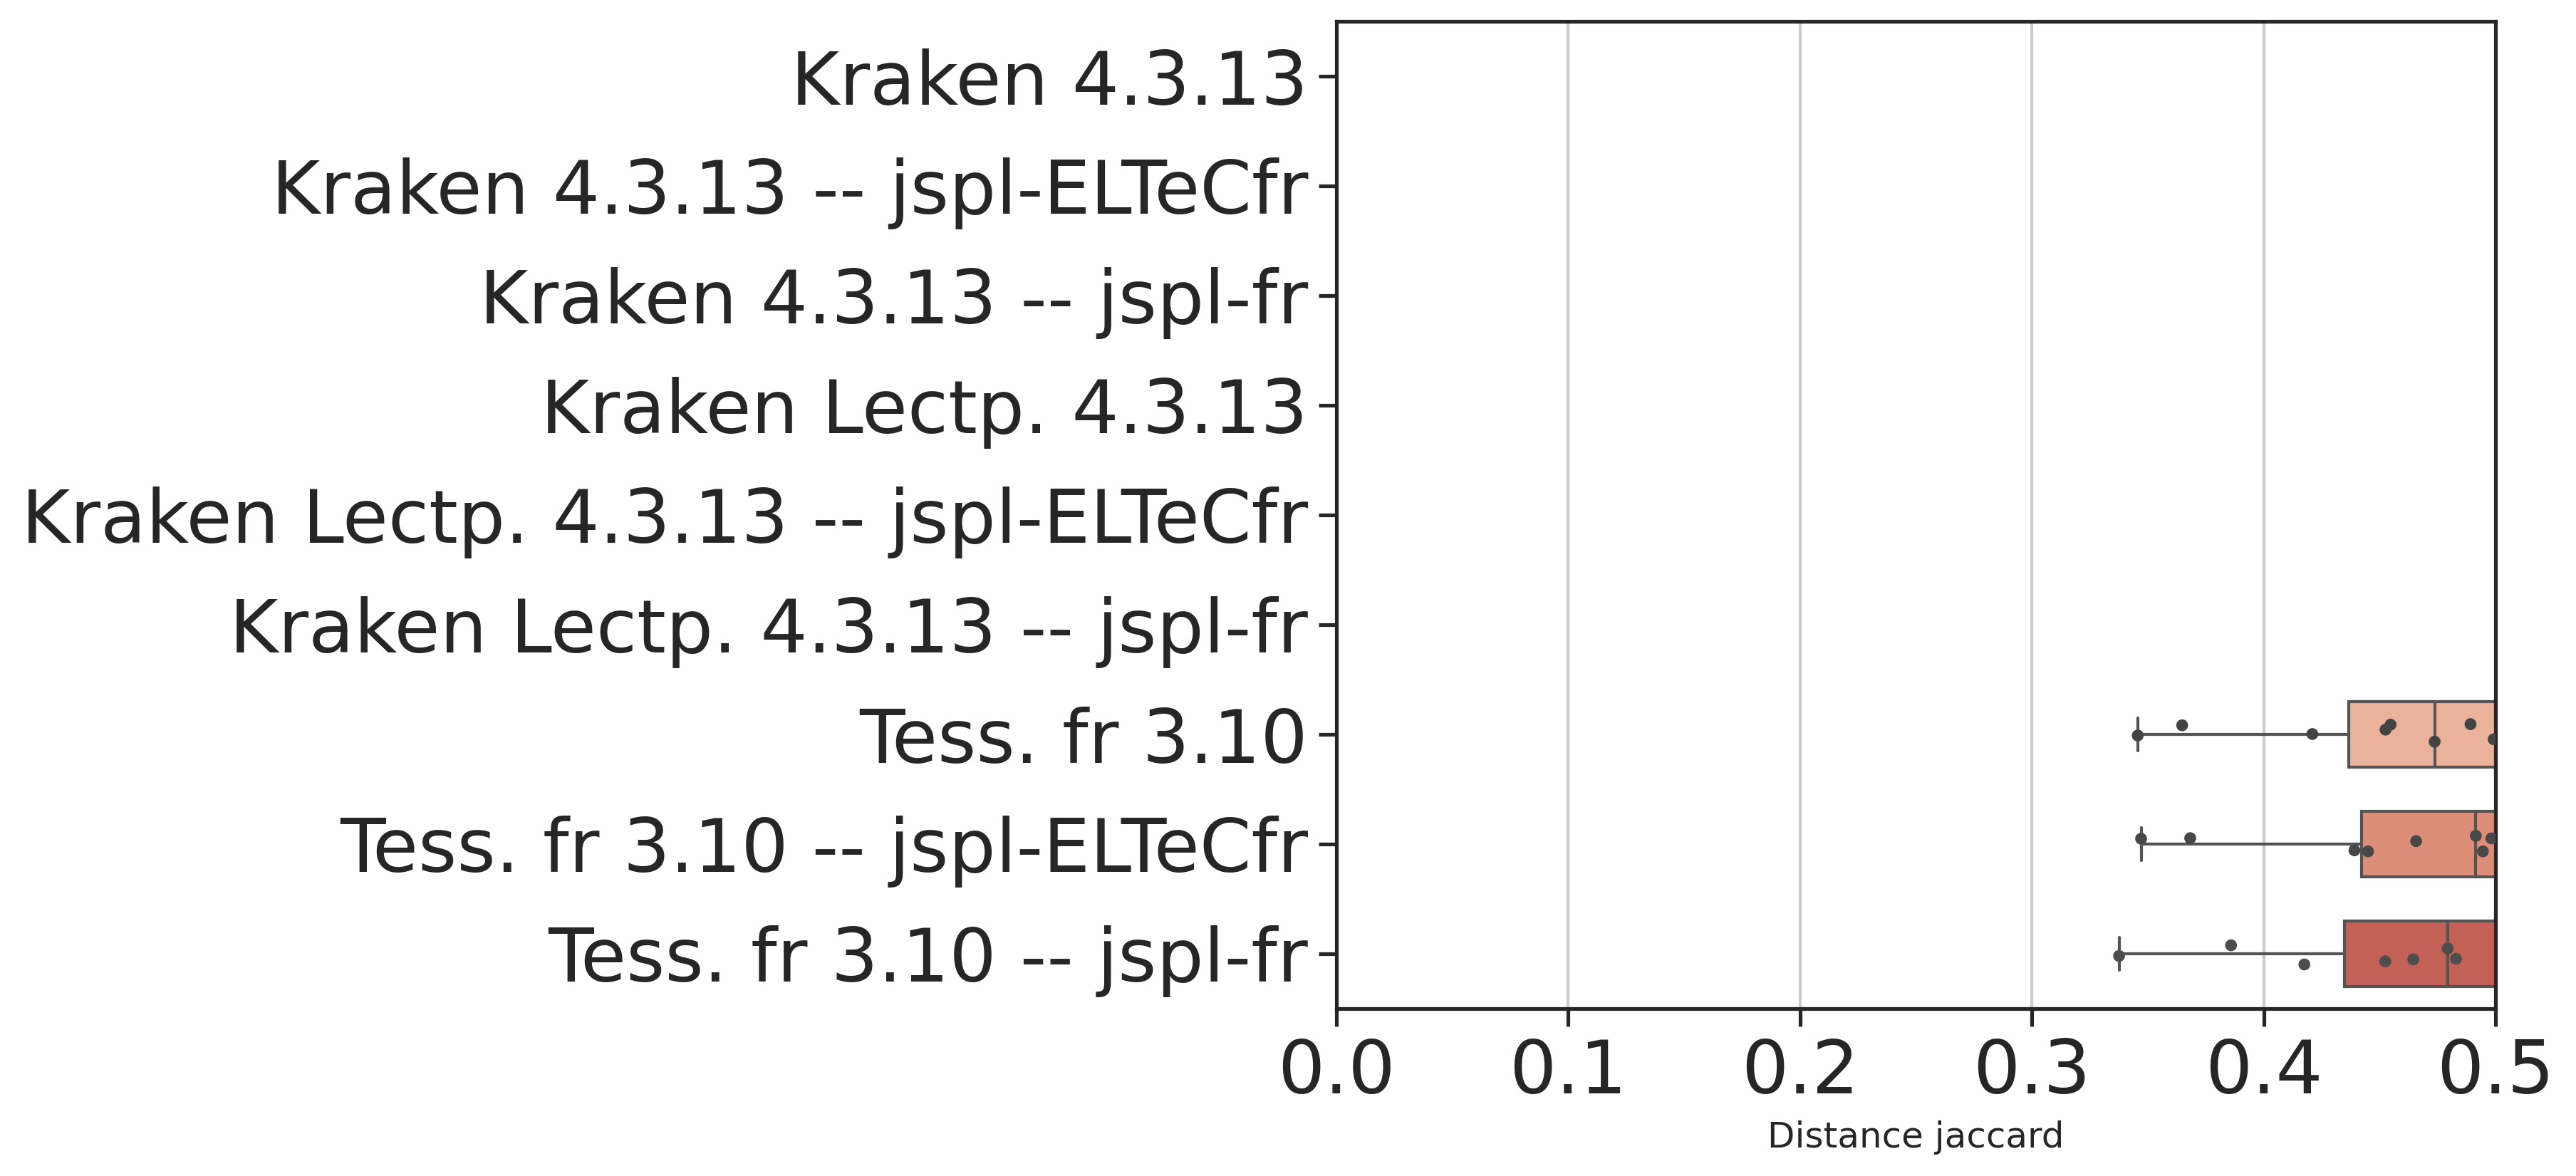 Kraken 4.3.13
Kraken 4.3.13 -- jspl-ELTeCfr
Kraken 4.3.13 -- jspl-fr
Kraken Lectp. 4.3.13
Kraken Lectp. 4.3.13 -- jspl-ELTeCfr
Kraken Lectp. 4.3.13 -- jspl-fr
Tess. fr 3.10
Tess. fr 3.10 -- jspl-ELTeCfr
Tess. fr 3.10 -- jspl-fr
0.0 0.1 0.2 0.3 0.4 0.5
Distance jaccard